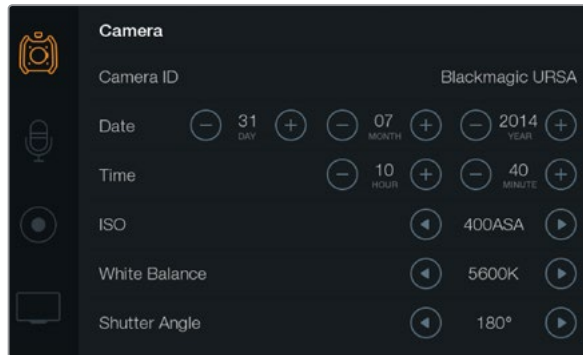 Camera
Camera ID Blackmagic URSA
Date 31 DAY 07 MONTH 2014 YEAR
Time 10 HOUR 40 MINUTE
ISO 400ASA
White Balance 5600K
Shutter Angle 180°